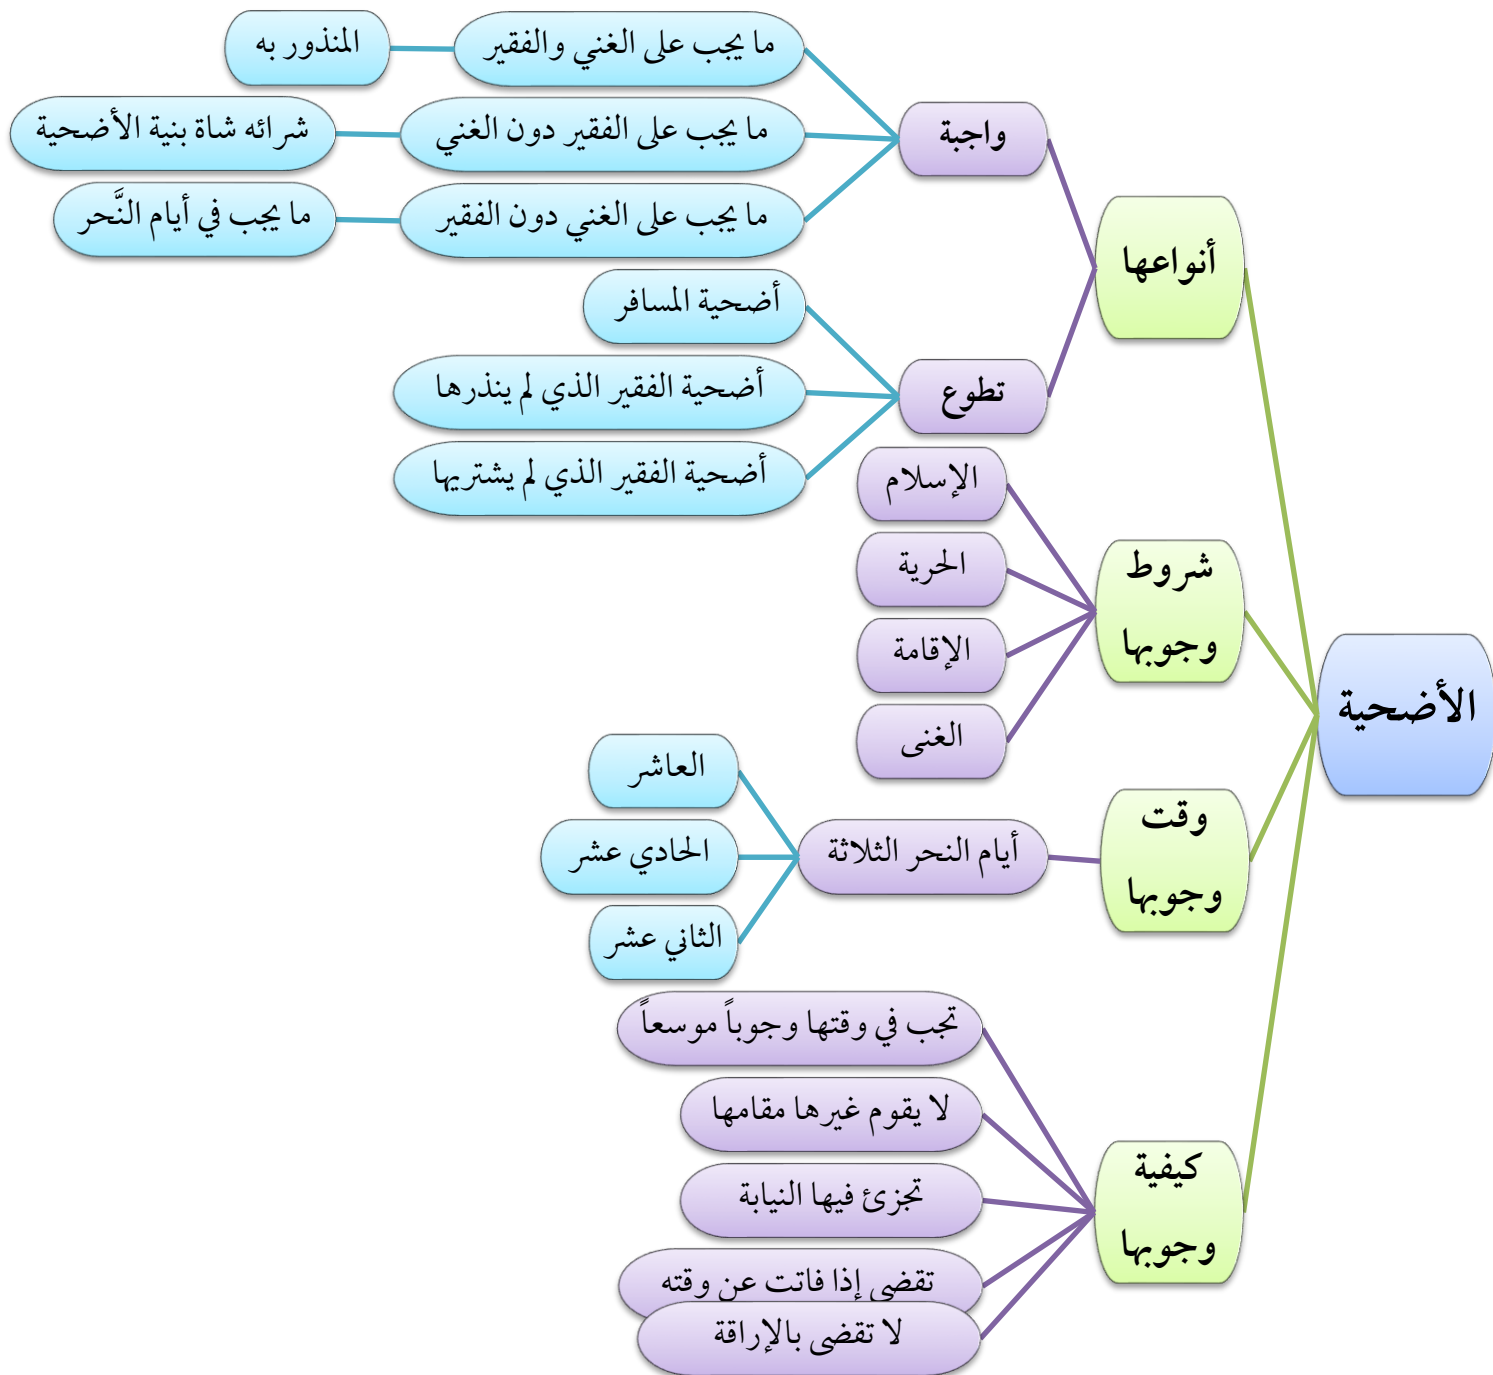 الأضحية
أنواعها
واجبة
ما يجب على الغني والفقير
المنذور به
ما يجب على الفقير دون الغني
شرائه شاة بنية الأضحية
ما يجب على الغني دون الفقير
ما يجب في أيام النَّحر
تطوع
أضحية المسافر
أضحية الفقير الذي لم ينذرها
أضحية الفقير الذي لم يشتريها
شروط
وجوبها
الإسلام
الحرية
الإقامة
الغنى
وقت
وجوبها
أيام النحر الثلاثة
العاشر
الحادي عشر
الثاني عشر
كيفية
وجوبها
تجب في وقتها وجوباً موسعاً
لا يقوم غيرها مقامها
تجزئ فيها النيابة
تقضى إذا فاتت عن وقته
لا تقضى بالإراقة